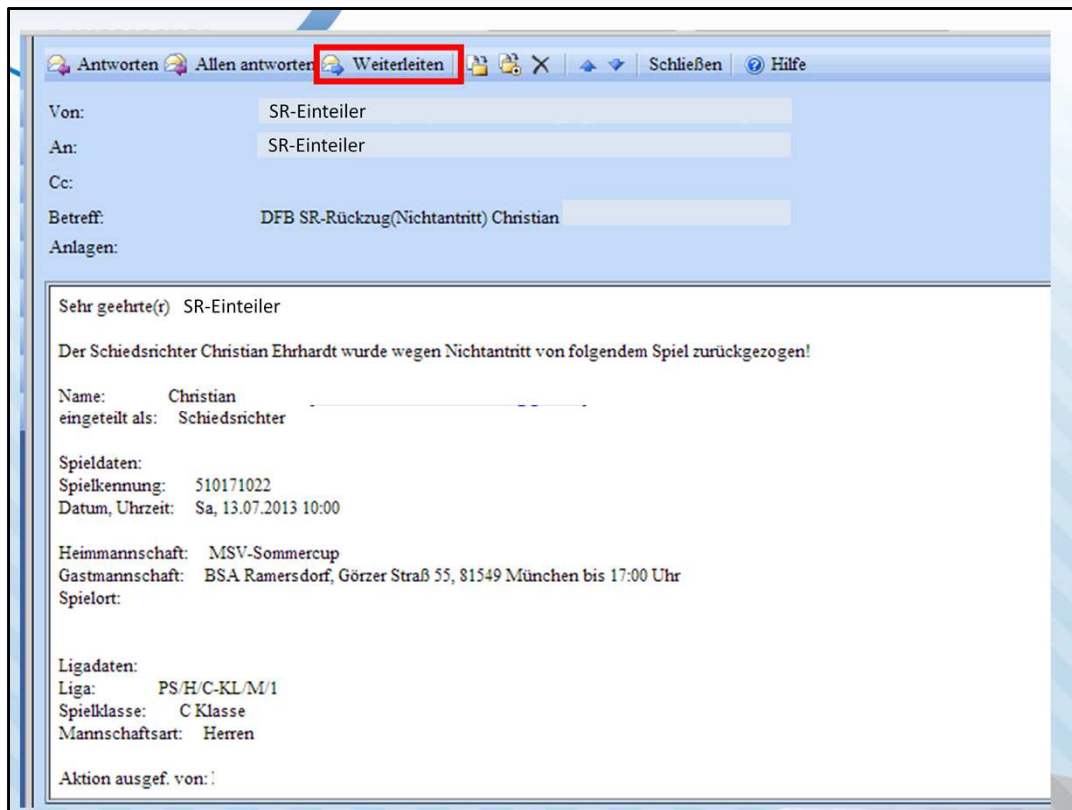 Antworten Allen antworten Weiterleiten Schließen Hilfe
Von: SR-Einteiler
An: SR-Einteiler
Cc:
Betreff: DFB SR-Rückzug(Nichtantritt) Christian
Anlagen:
Sehr geehrte(r) SR-Einteiler
Der Schiedsrichter Christian Ehrhardt wurde wegen Nichtantritt von folgendem Spiel zurückgezogen!
Name: Christian
eingeteilt als: Schiedsrichter
Spieldaten:
Spielkennung: 510171022
Datum, Uhrzeit: Sa, 13.07.2013 10:00
Heimmannschaft: MSV-Sommercup
Gastmannschaft: BSA Ramersdorf, Görzer Straß 55, 81549 München bis 17:00 Uhr
Spielort:
Ligadaten:
Liga: PS/H/C-KL/M/1
Spielklasse: C Klasse
Mannschaftsart: Herren
Aktion ausgef. von: